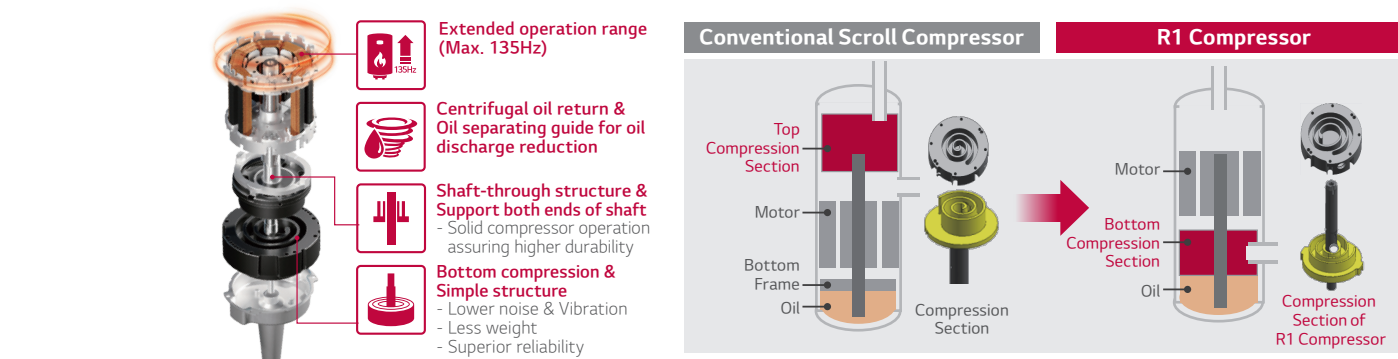 Extended operation range
(Max. 135Hz)
135Hz
Centrifugal oil return &
Oil separating guide for oil
discharge reduction
Shaft-through structure &
Support both ends of shaft
- Solid compressor operation
assuring higher durability
Bottom compression &
Simple structure
- Lower noise & Vibration
- Less weight
- Superior reliability
Conventional Scroll Compressor
Top
Compression
Section
Motor
Bottom
Frame
Oil
Compression
Section
R1 Compressor
Motor
Bottom
Compression
Section
Oil
Compression
Section of
R1 Compressor